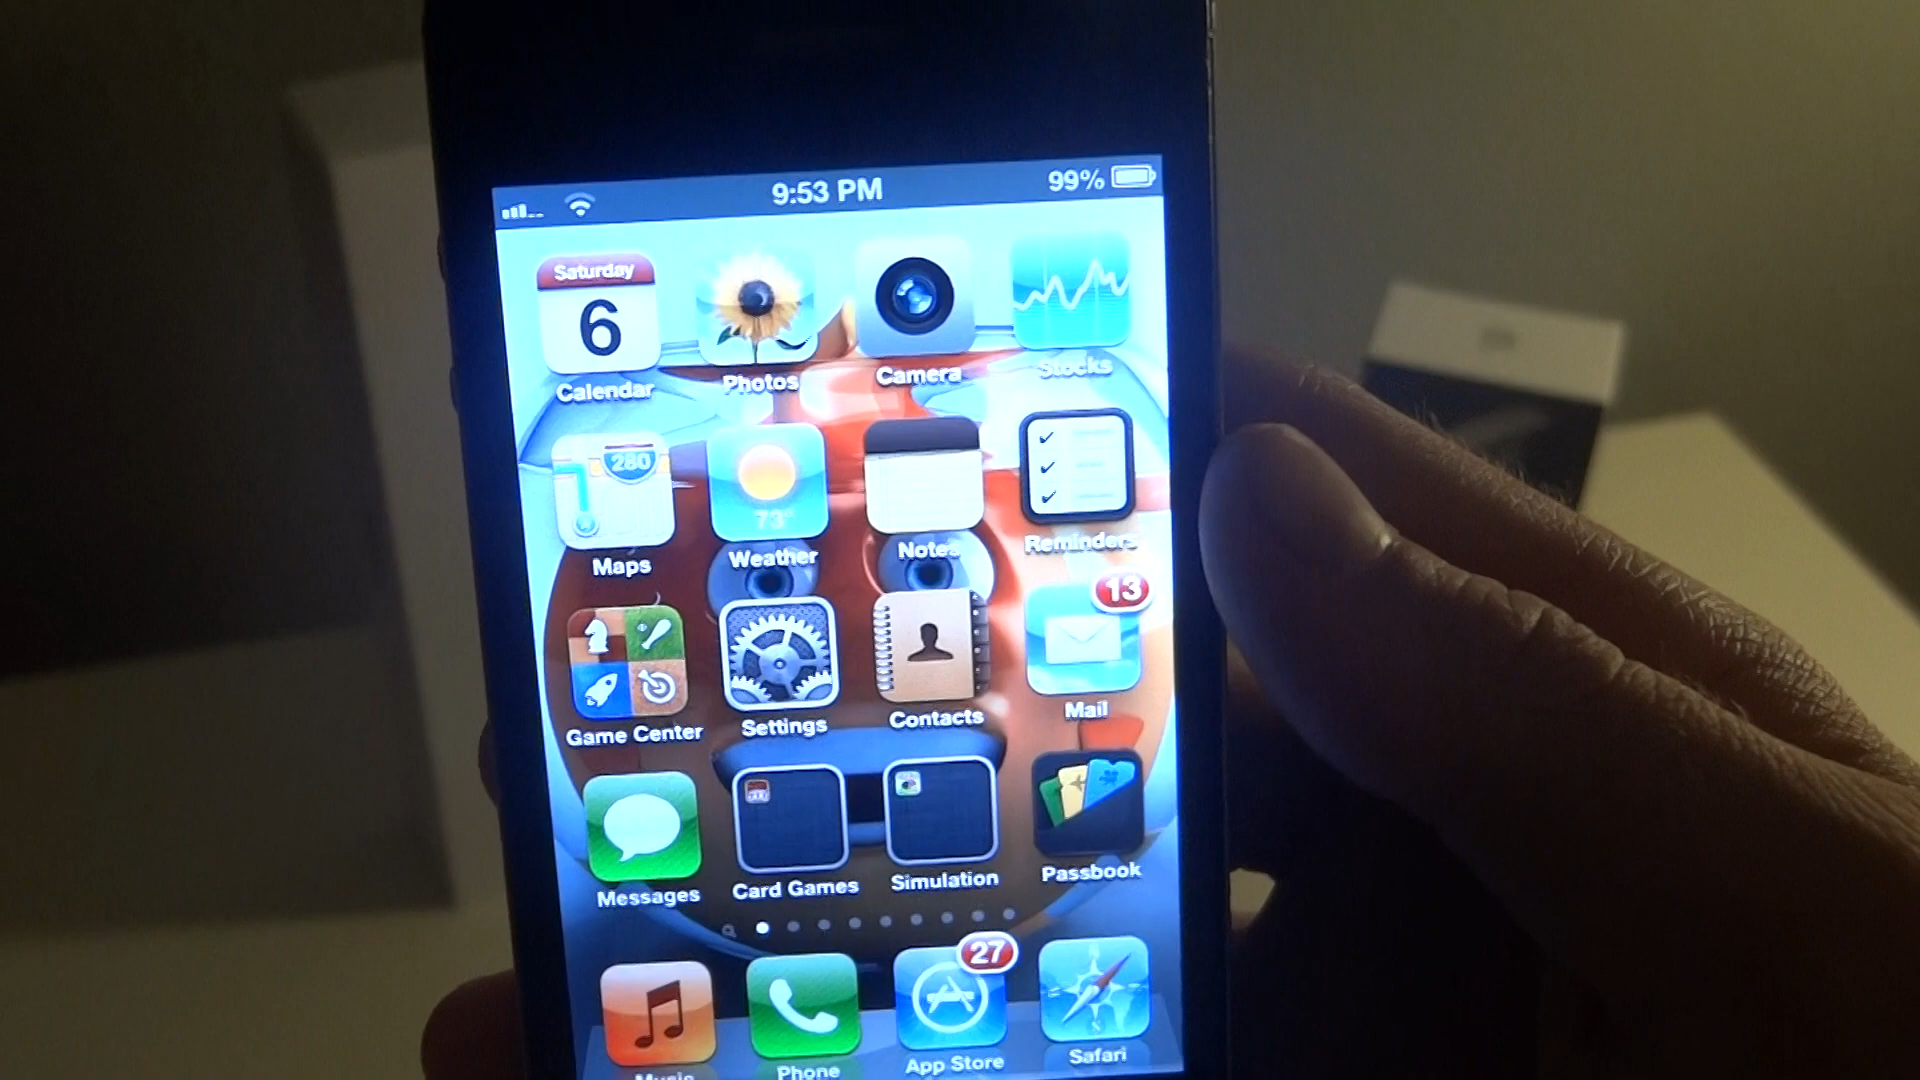 9:53 PM 99%
Saturday
6
Calendar Photos Camera Stocks
280
73°
Maps Weather Notes Reminders
13
Game Center Settings Contacts Mail
Messages Card Games Simulation Passbook
27
Music Phone App Store Safari